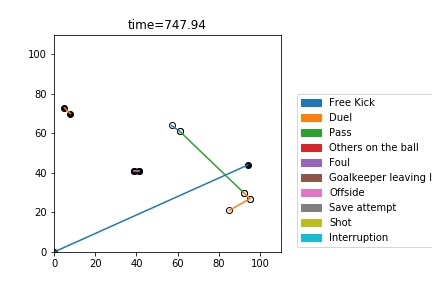 time=747.94
100
80
60
40
20
0
0 20 40 60 80 100
Free Kick
Duel
Pass
Others on the ball
Foul
Goalkeeper leaving l
Offside
Save attempt
Shot
Interruption